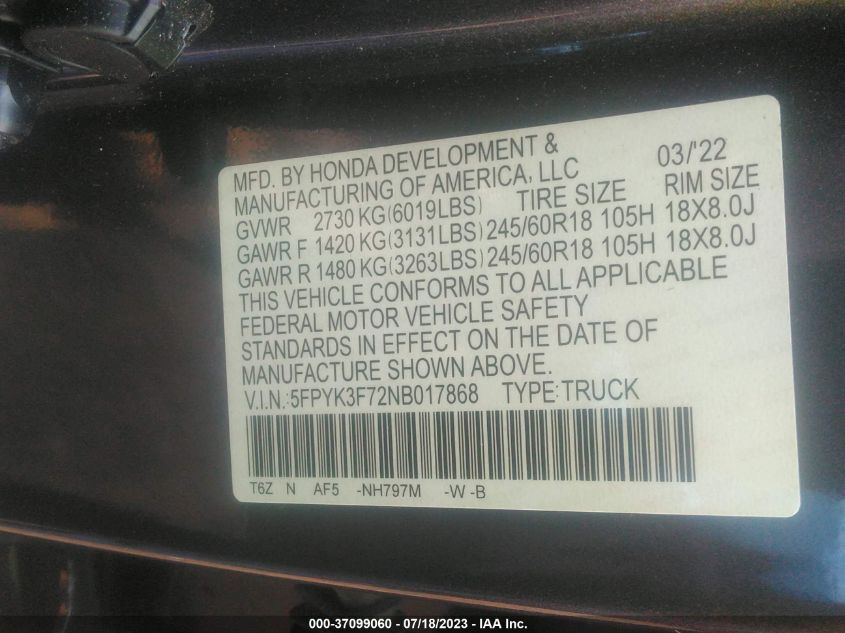 MFD. BY HONDA DEVELOPMENT & 03/'22
MANUFACTURING OF AMERICA, LLC
GVWR 2730 KG(6019LBS) TIRE SIZE RIM SIZE
GAWR F 1420 KG(3131LBS) 245/60R18 105H 18X8.0J
GAWR R 1480 KG(3263LBS) 245/60R18 105H 18X8.0J
THIS VEHICLE CONFORMS TO ALL APPLICABLE
FEDERAL MOTOR VEHICLE SAFETY
STANDARDS IN EFFECT ON THE DATE OF
MANUFACTURE SHOWN ABOVE.
V.I.N.:5FPYK3F72NB017868 TYPE:TRUCK
T6Z N AF5 -NH797M -W -B
000-37099060 / 07/18/2023 - IAA Inc.